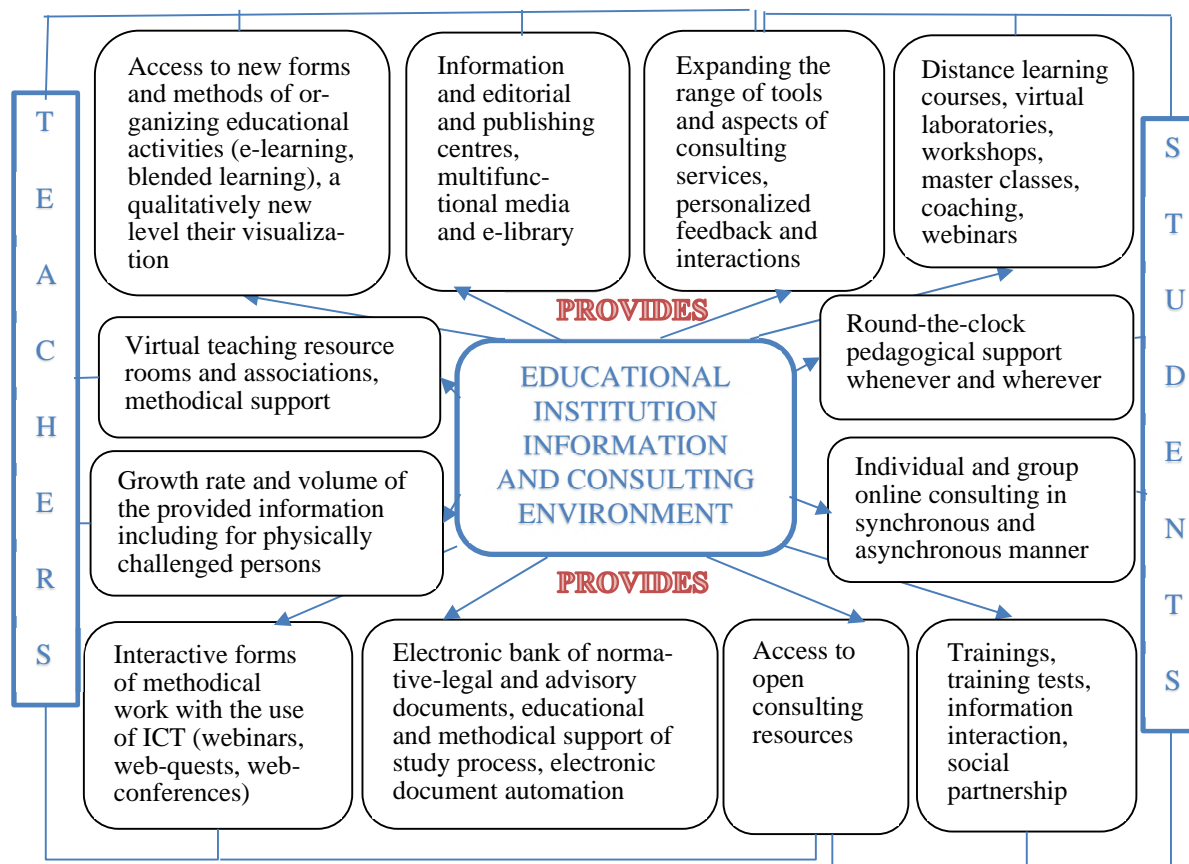 Access to new forms
and methods of or-
ganizing educational
activities (e-learning,
blended learning), a
qualitatively new
level their visualiza-
tion
Information
and editorial
and publishing
centres,
multifunc-
tional media
and e-library
Expanding the
range of tools
and aspects of
consulting
services,
personalized
feedback and
interactions
Distance learning
courses, virtual
laboratories,
workshops,
master classes,
coaching,
webinars
T
E
A
C
H
E
R
S
PROVIDES
Virtual teaching resource
rooms and associations,
methodical support
EDUCATIONAL
INSTITUTION
INFORMATION
AND CONSULTING
ENVIRONMENT
Round-the-clock
pedagogical support
whenever and wherever
Growth rate and volume of
the provided information
including for physically
challenged persons
Individual and group
online consulting in
synchronous and
asynchronous manner
S
T
U
D
E
N
T
S
PROVIDES
Interactive forms
of methodical
work with the use
of ICT (webinars,
web-quests, web-
conferences)
Electronic bank of norma-
tive-legal and advisory
documents, educational
and methodical support of
study process, electronic
document automation
Access to
open
consulting
resources
Trainings,
training tests,
information
interaction,
social
partnership